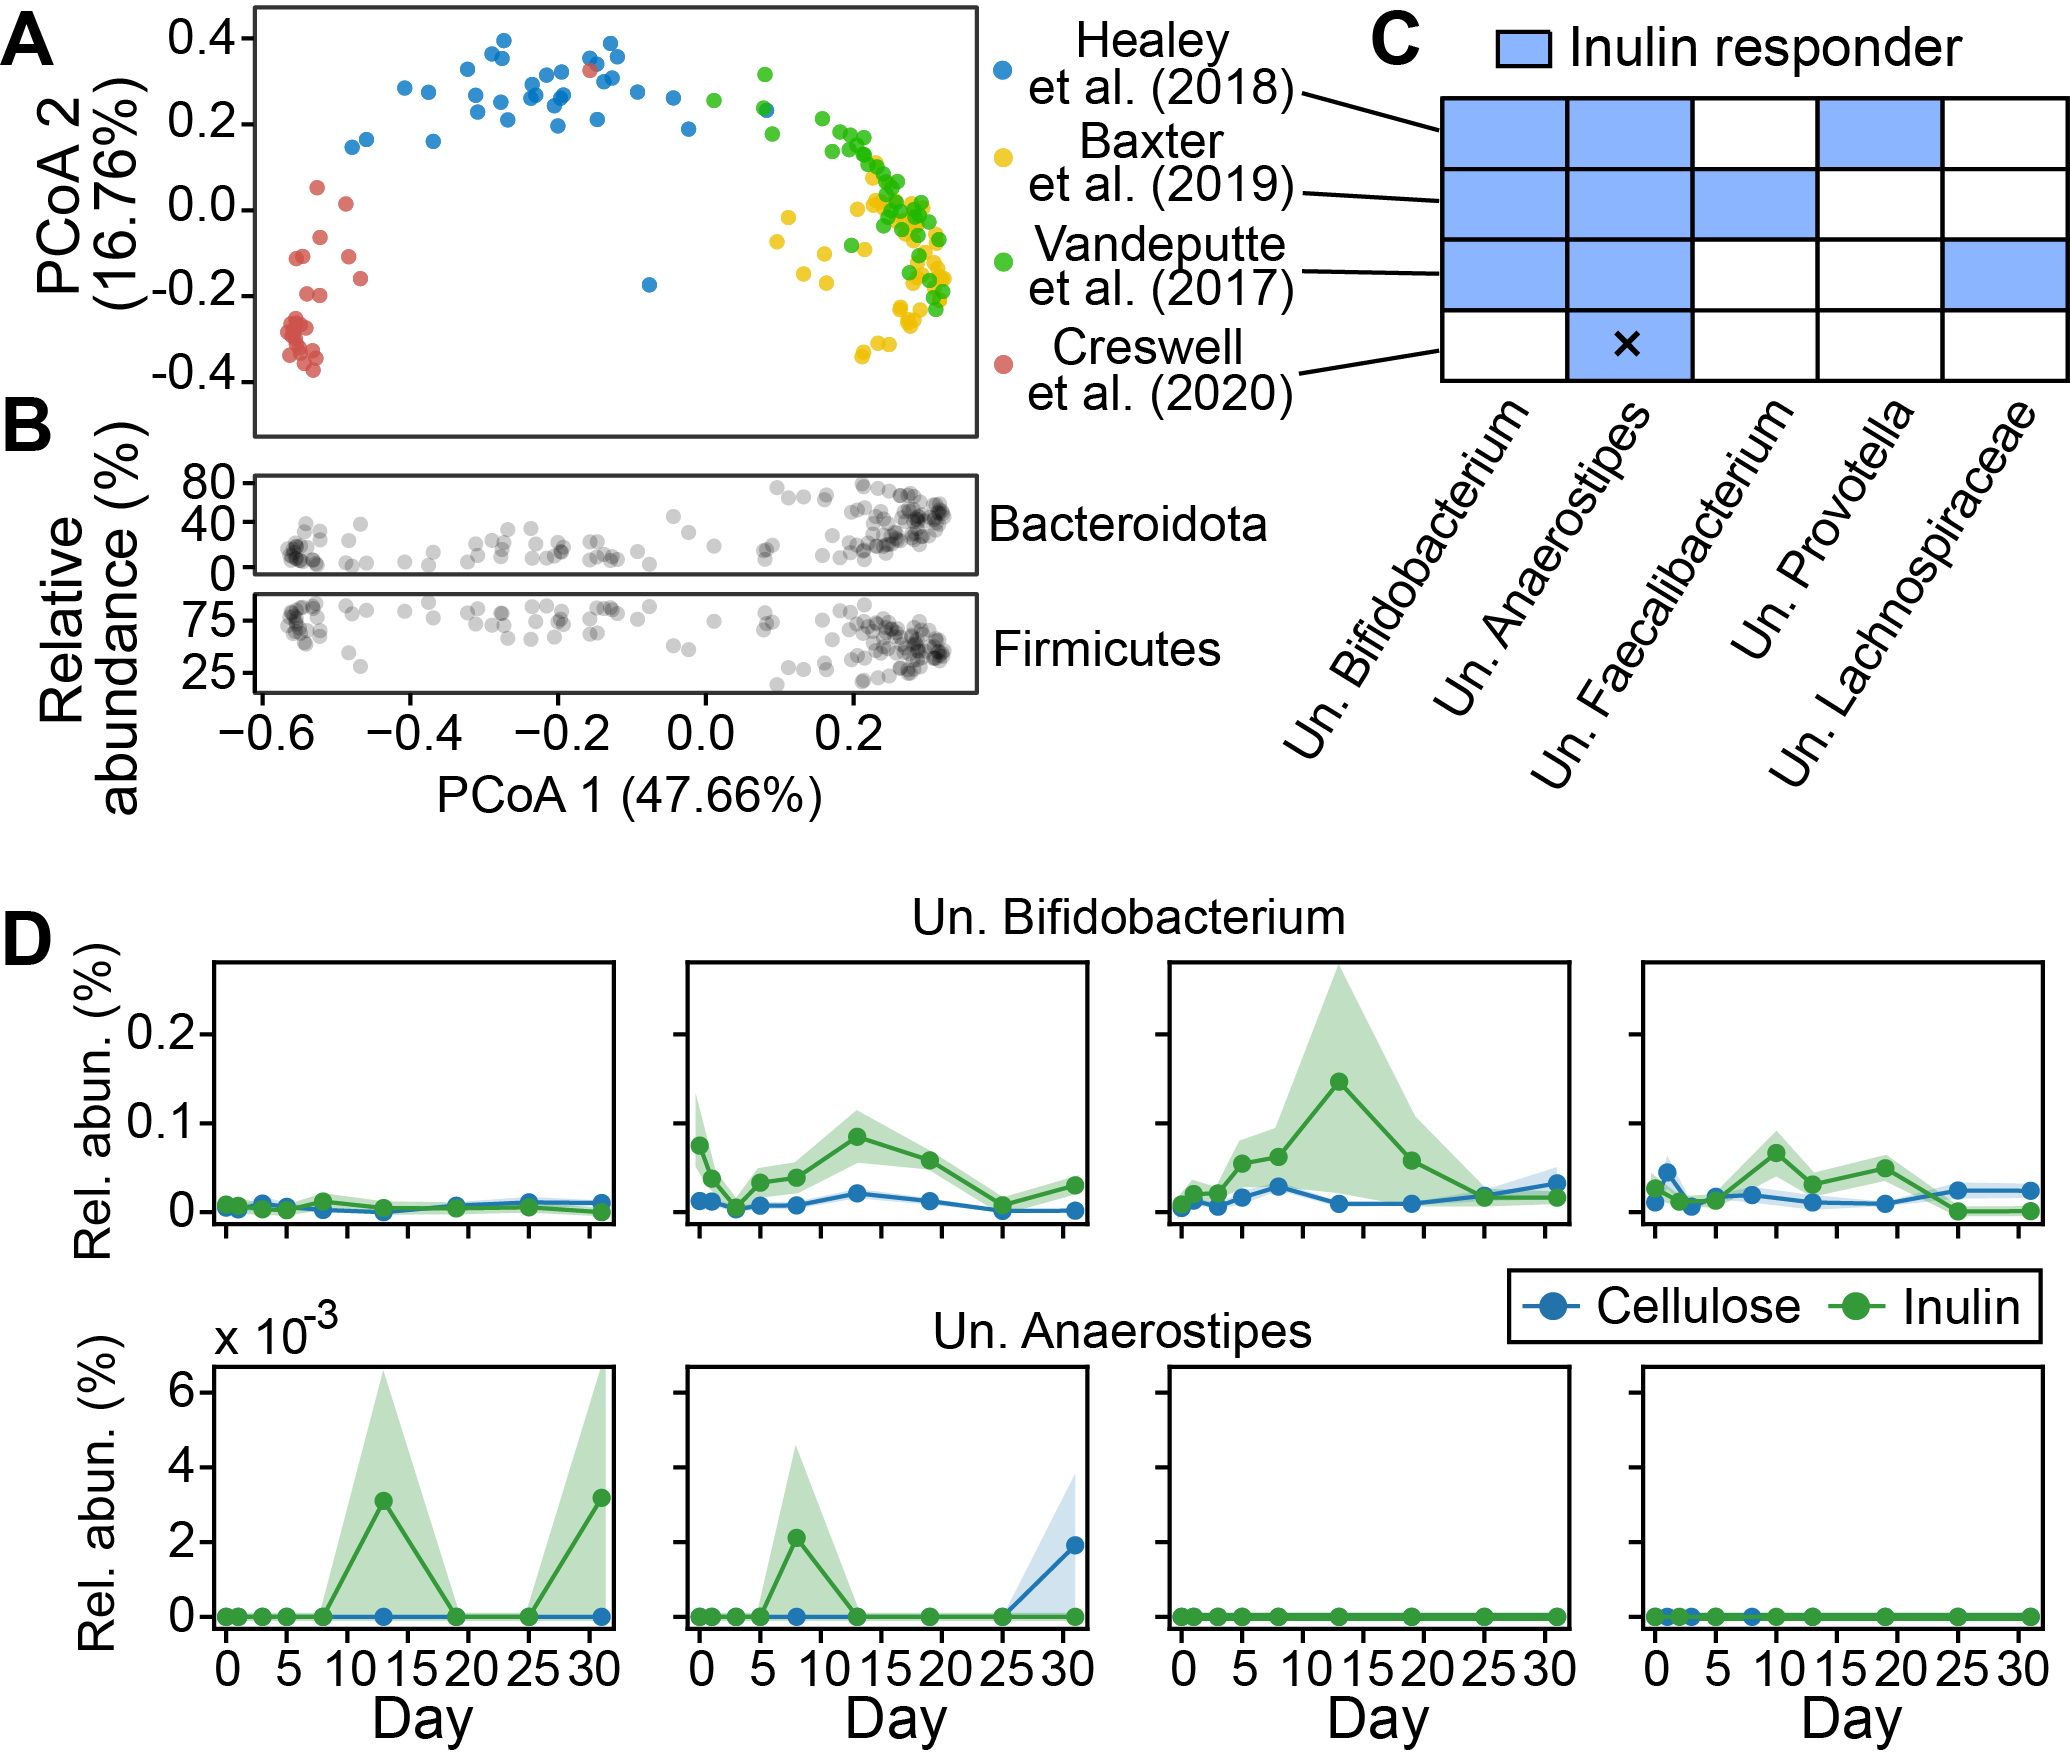 A
PCoA 2
(16.76%)
0.4
0.2
0.0
-0.2
-0.4
Healey
et al. (2018)
Baxter
et al. (2019)
Vandeputte
et al. (2017)
Creswell
et al. (2020)
B
Relative
abundance (%)
80
40
0
Bacteroidota
75
25
Firmicutes
−0.6
−0.4
−0.2
0.0
0.2
PCoA 1 (47.66%)
C
Inulin responder
×
Un. Bifidobacterium
Un. Anaerostipes
Un. Faecalibacterium
Un. Provotella
Un. Lachnospiraceae
D
Un. Bifidobacterium
Rel. abun. (%)
0.2
0.1
0
Cellulose
Inulin
x 10-3
Un. Anaerostipes
Rel. abun. (%)
6
4
2
0
0 5 10 15 20 25 30
Day
0 5 10 15 20 25 30
Day
0 5 10 15 20 25 30
Day
0 5 10 15 20 25 30
Day